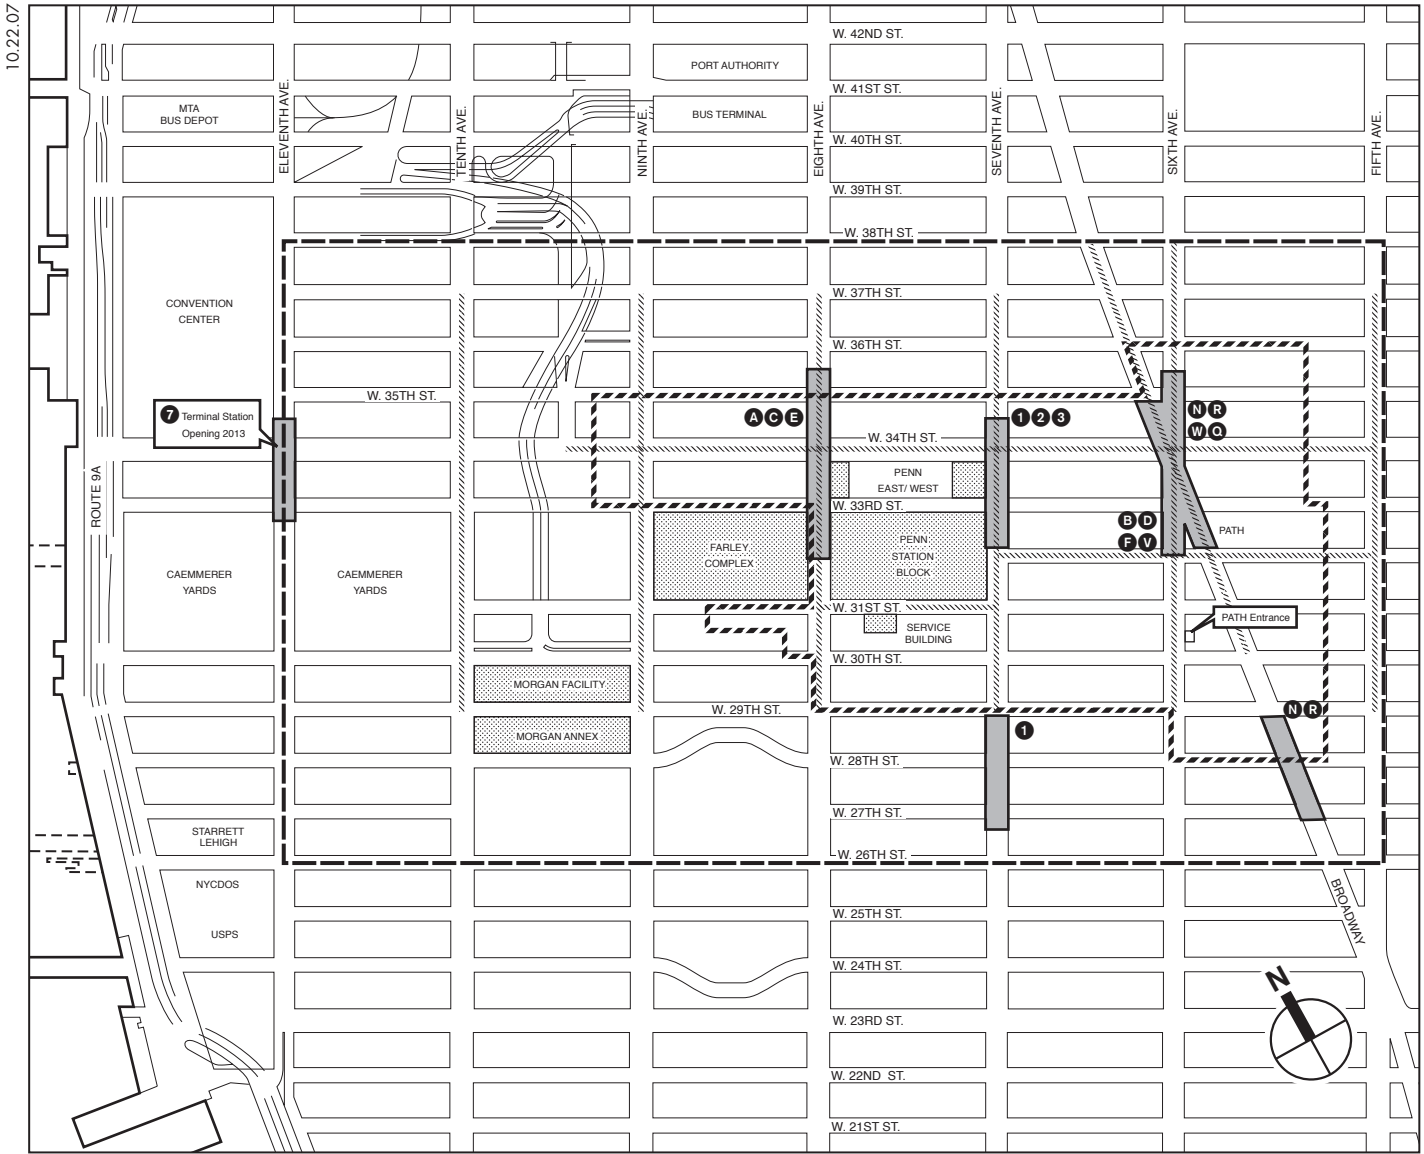 10.22.07
W. 42ND ST.
PORT AUTHORITY
W. 41ST ST.
MTA
BUS DEPOT
BUS TERMINAL
ELEVENTH AVE.
TENTH AVE.
NINTH AVE.
EIGHTH AVE.
SEVENTH AVE.
SIXTH AVE.
FIFTH AVE.
W. 40TH ST.
W. 39TH ST.
W. 38TH ST.
CONVENTION
CENTER
W. 37TH ST.
W. 36TH ST.
W. 35TH ST.
7 Terminal Station
Opening 2013
A C E
1 2 3
N R
W Q
W. 34TH ST.
PENN
EAST/ WEST
ROUTE 9A
W. 33RD ST.
B D
F V
PATH
FARLEY
COMPLEX
PENN
STATION
BLOCK
CAEMMERER
YARDS
CAEMMERER
YARDS
W. 31ST ST.
SERVICE
BUILDING
PATH Entrance
W. 30TH ST.
MORGAN FACILITY
W. 29TH ST.
N R
MORGAN ANNEX
1
W. 28TH ST.
W. 27TH ST.
STARRETT
LEHIGH
W. 26TH ST.
NYCDOS
BROADWAY
W. 25TH ST.
USPS
W. 24TH ST.
N
W. 23RD ST.
W. 22ND ST.
W. 21ST ST.